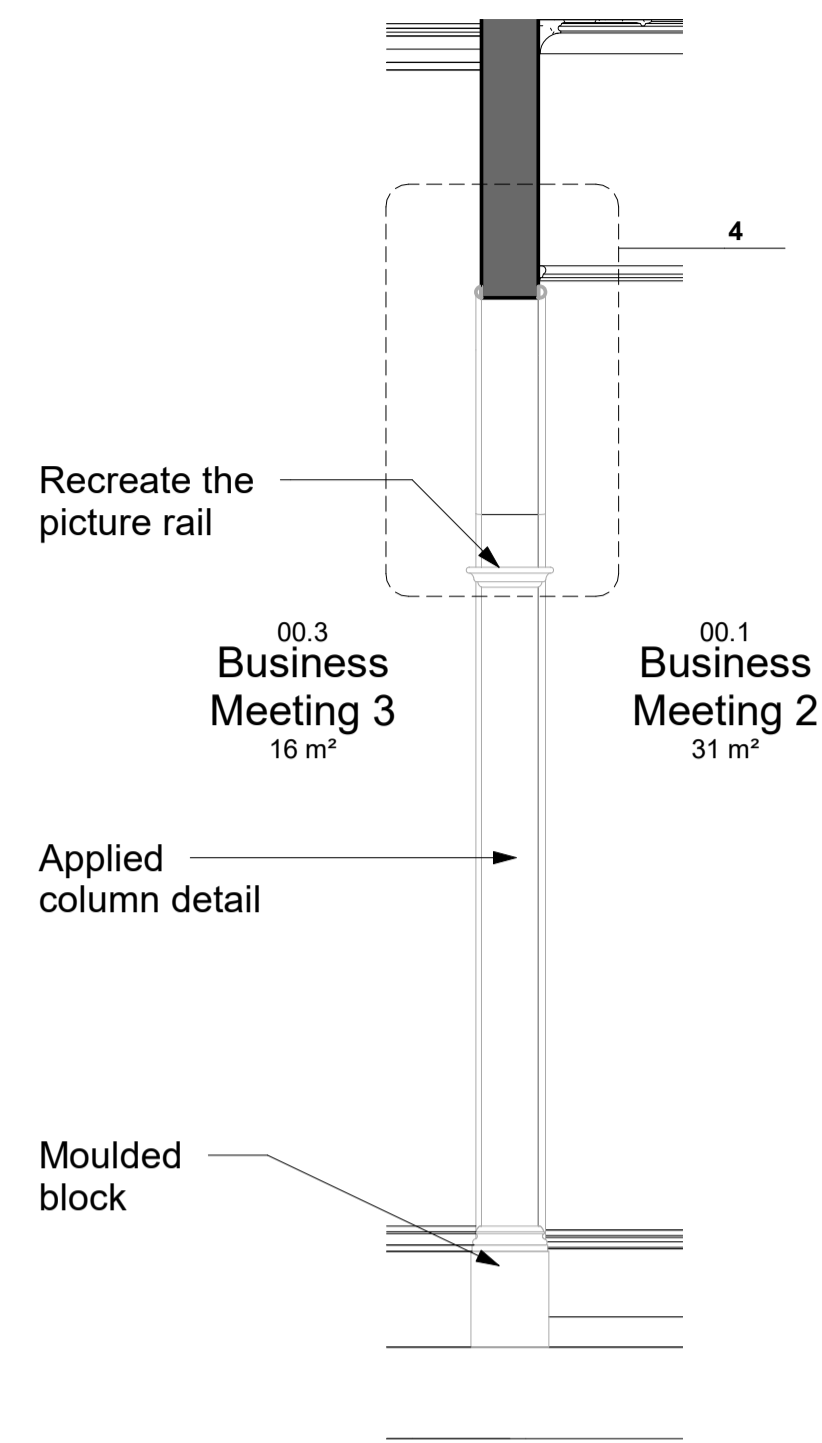 4
Recreate the
picture rail
00.3
Business
Meeting 3
16 m²
00.1
Business
Meeting 2
31 m²
Applied
column detail
Moulded
block